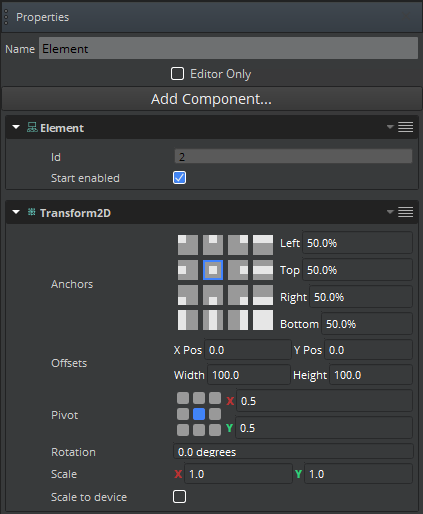 Properties
Name Element
Editor Only
Add Component...
Element
Id 2
Start enabled
Transform2D
Left 50.0%
Top 50.0%
Anchors
Right 50.0%
Bottom 50.0%
X Pos 0.0 Y Pos 0.0
Offsets
Width 100.0 Height 100.0
X 0.5
Pivot
Y 0.5
Rotation 0.0 degrees
Scale X 1.0 Y 1.0
Scale to device